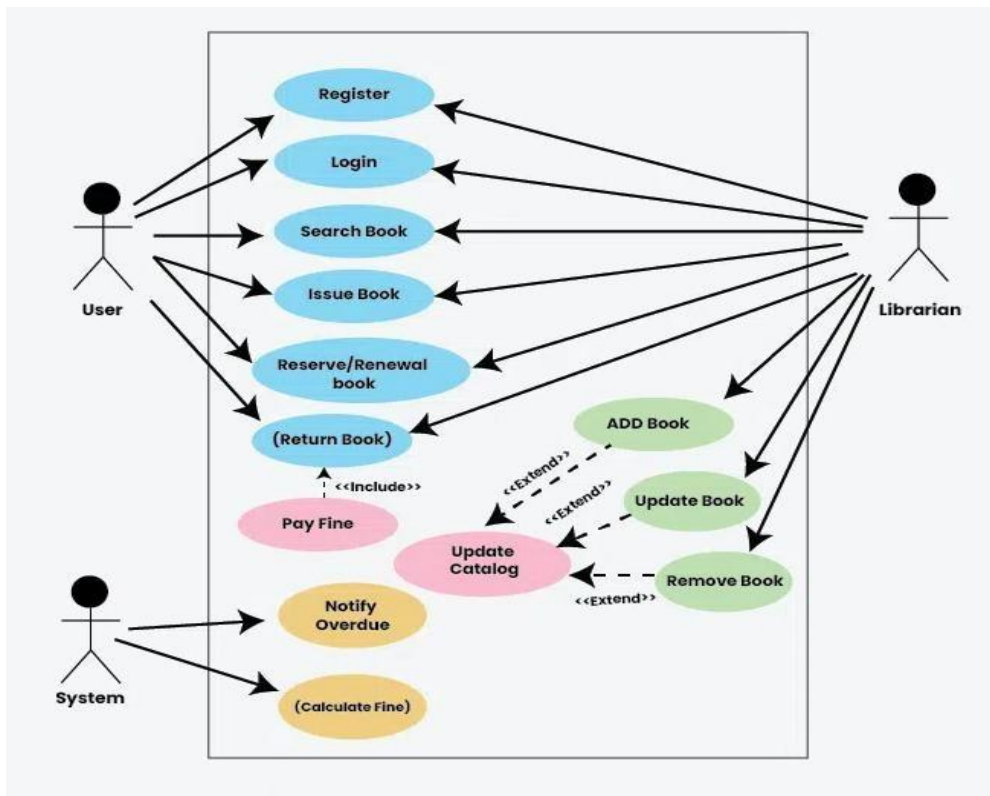 Register
Login
Search Book
Issue Book
Reserve/Renewal
book
(Return Book)
<<Include>>
Pay Fine
User
Librarian
ADD Book
<<Extend>>
Update Book
<<Extend>>
Update
Catalog
Remove Book
<<Extend>>
Notify
Overdue
(Calculate Fine)
System